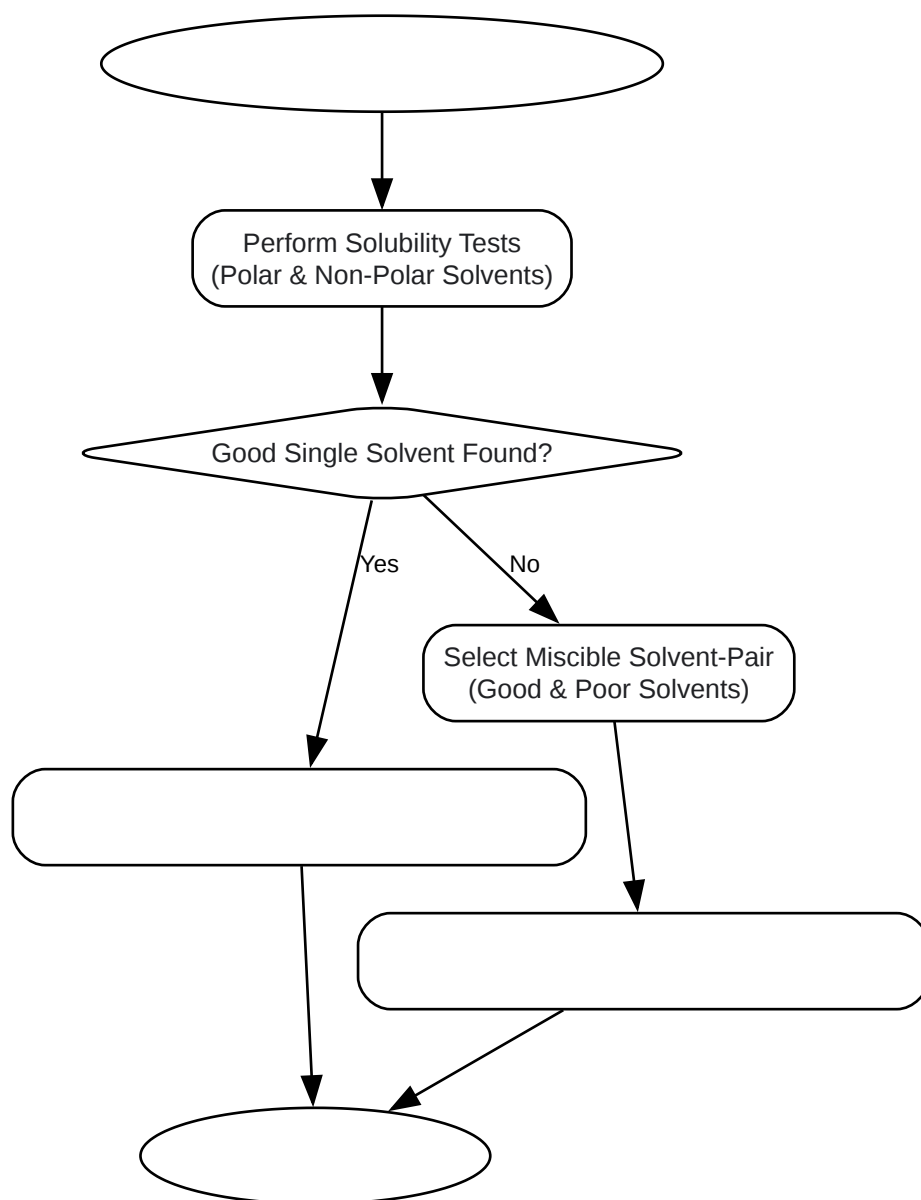 Perform Solubility Tests
(Polar & Non-Polar Solvents)
Good Single Solvent Found?
Yes
No
Select Miscible Solvent-Pair
(Good & Poor Solvents)